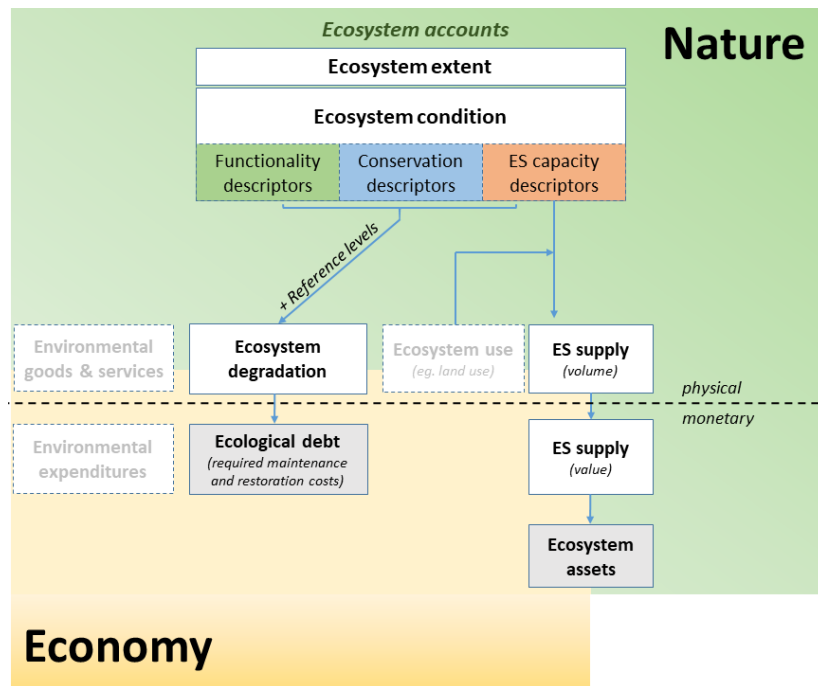 Ecosystem accounts
Nature
Ecosystem extent
Ecosystem condition
Functionality
descriptors
Conservation
descriptors
ES capacity
descriptors
+ Reference levels
Environmental
goods & services
Ecosystem
degradation
Ecosystem use
(eg. land use)
ES supply
(volume)
physical
monetary
Environmental
expenditures
Ecological debt
(required maintenance
and restoration costs)
ES supply
(value)
Ecosystem
assets
Economy